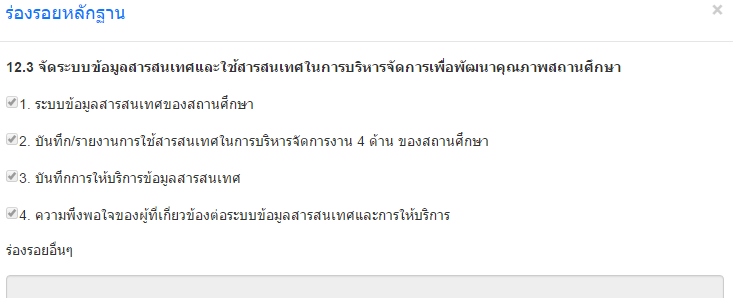 ร่องรอยหลักฐาน
×
12.3 จัดระบบข้อมูลสารสนเทศและใช้สารสนเทศในการบริหารจัดการเพื่อพัฒนาคุณภาพสถานศึกษา
1. ระบบข้อมูลสารสนเทศของสถานศึกษา
2. บันทึก/รายงานการใช้สารสนเทศในการบริหารจัดการงาน 4 ด้าน ของสถานศึกษา
3. บันทึกการให้บริการข้อมูลสารสนเทศ
4. ความพึงพอใจของผู้ที่เกี่ยวข้องต่อระบบข้อมูลสารสนเทศและการให้บริการ
ร่องรอยอื่นๆ